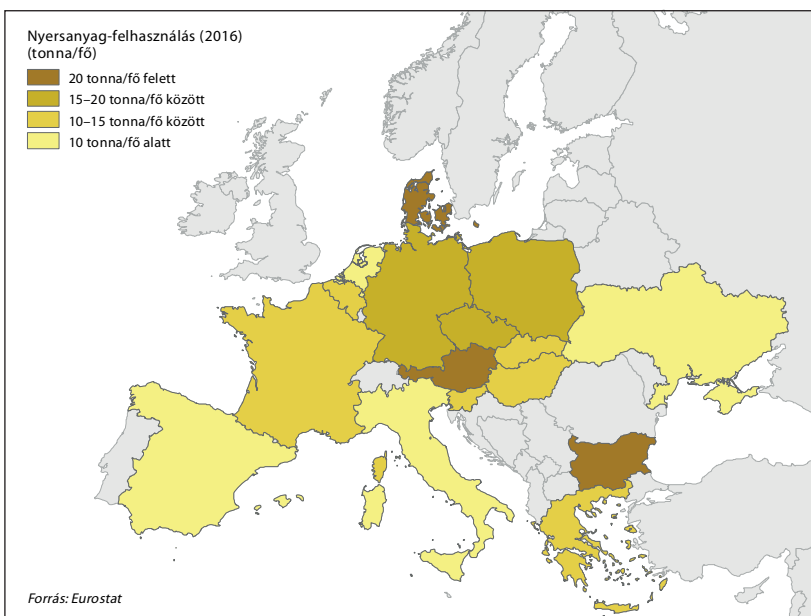 Nyersanyag-felhasználás (2016)
(tonna/fő)
20 tonna/fő felett
15–20 tonna/fő között
10–15 tonna/fő között
10 tonna/fő alatt
Forrás: Eurostat